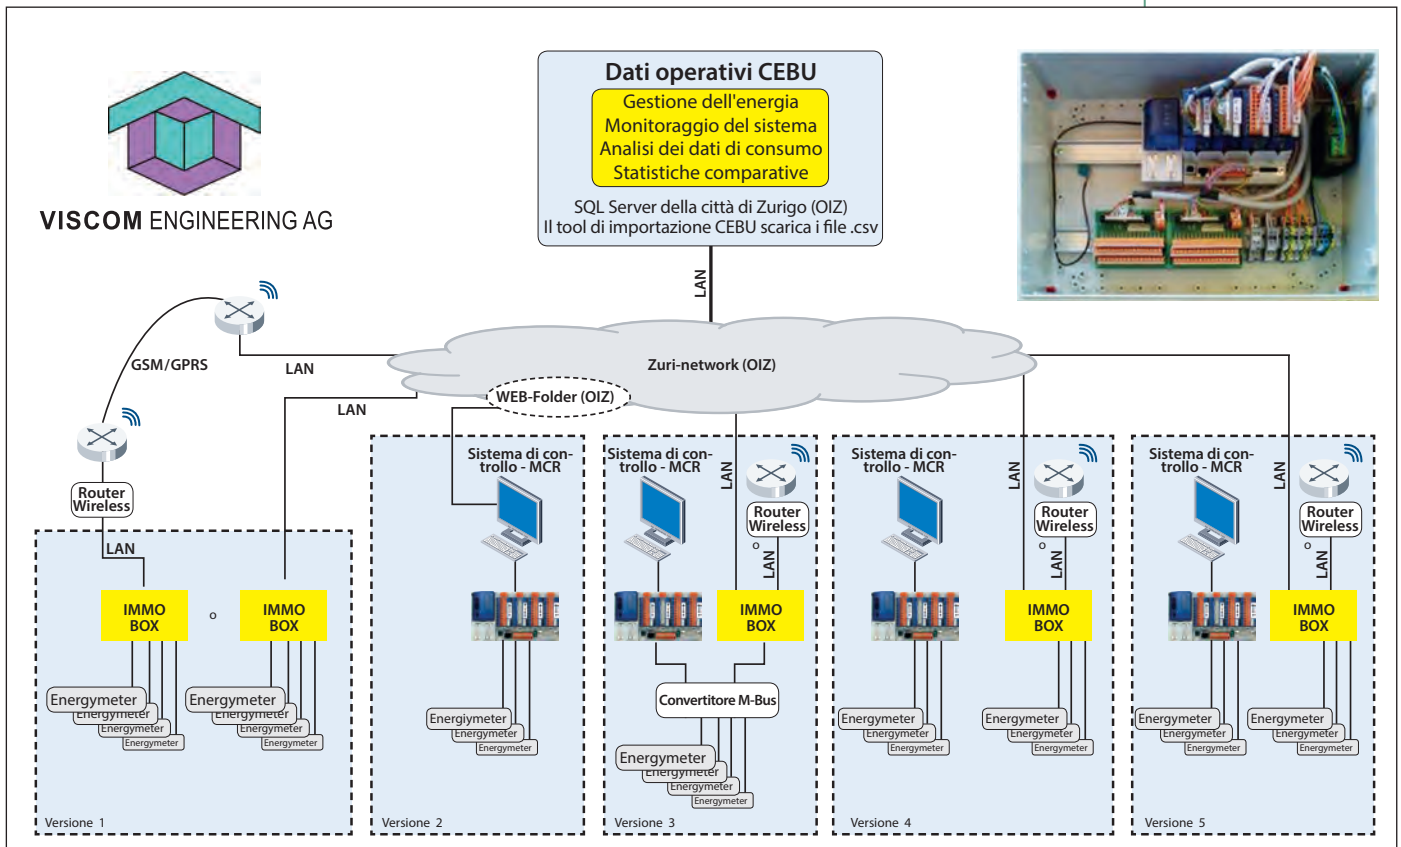 VISCOM ENGINEERING AG
Dati operativi CEBU
Gestione dell'energia
Monitoraggio del sistema
Analisi dei dati di consumo
Statistiche comparative
SQL Server della città di Zurigo (OIZ)
Il tool di importazione CEBU scarica i file .csv
LAN
Zuri-network (OIZ)
WEB-Folder (OIZ)
GSM/GPRS
LAN
LAN
Router
Wireless
LAN
IMMO
BOX
o
IMMO
BOX
Energymeter
Energymeter
Energymeter
Energymeter
Energymeter
Energymeter
Energymeter
Energymeter
Versione 1
Sistema di con-
trollo - MCR
Energiymeter
Energymeter
Energymeter
Versione 2
Sistema di con-
trollo - MCR
LAN
Router
Wireless
o
LAN
IMMO
BOX
Convertitore M-Bus
Energymeter
Energymeter
Energymeter
Energymeter
Versione 3
Sistema di con-
trollo - MCR
LAN
Router
Wireless
o
LAN
IMMO
BOX
Energymeter
Energymeter
Energymeter
Energymeter
Energymeter
Energymeter
Versione 4
Sistema di con-
trollo - MCR
LAN
Router
Wireless
o
LAN
IMMO
BOX
Energymeter
Energymeter
Energymeter
Energymeter
Energymeter
Energymeter
Versione 5